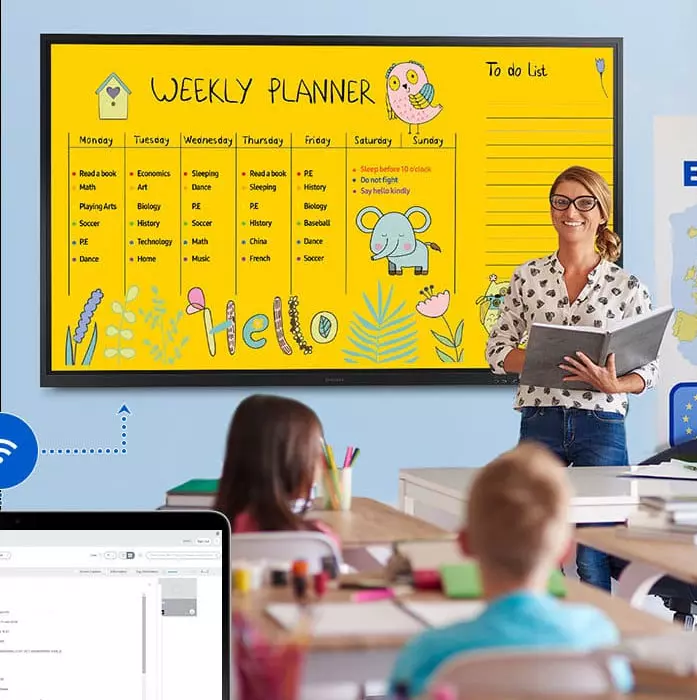 WEEKLY PLANNER
To do List
Monday Tuesday Wednesday Thursday Friday Saturday Sunday
Read a book Economics Sleeping Read a book P.E Sleep before 10 o'clock
Math Art Dance Sleeping History Do not fight
Playing Arts Biology P.E P.E Biology Say hello kindly
Soccer History Soccer History Baseball
P.E Technology Math China Dance
Dance Home Music French Soccer
Hello
E